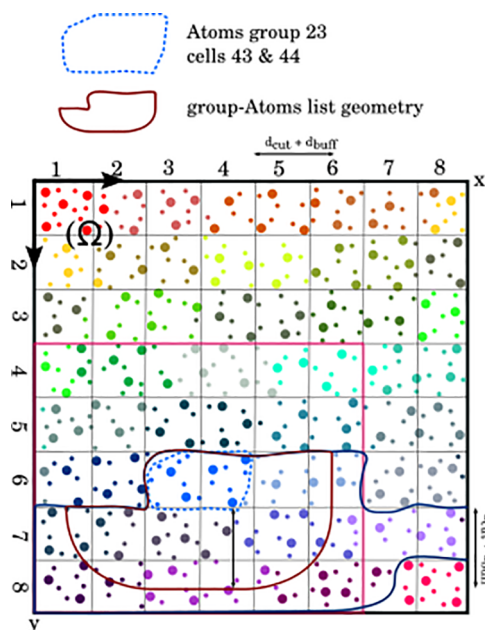 Atoms group 23
cells 43 & 44
group-Atoms list geometry
dcut + dbuff
1 2 3 4 5 6 7 8 x
(Ω)
1
2
3
4
5
6
7
8
y